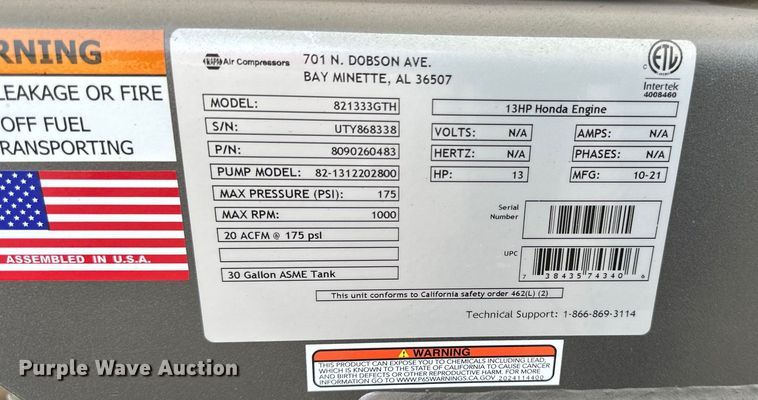 RNING
LEAKAGE OR FIRE
OFF FUEL
RANSPORTING
ASSEMBLED IN U.S.A.
NAPA Air Compressors
701 N. DOBSON AVE.
BAY MINETTE, AL 36507
C ETL
Intertek
4008460
MODEL: 821333GTH
13HP Honda Engine
S/N: UTY868338
VOLTS: N/A AMPS: N/A
P/N: 8090260483
HERTZ: N/A PHASES: N/A
PUMP MODEL: 82-1312202800
HP: 13 MFG: 10-21
MAX PRESSURE (PSI): 175
MAX RPM: 1000
Serial
Number
20 ACFM @ 175 psi
UPC
7 38435 74340 6
30 Gallon ASME Tank
This unit conforms to California safety order 462(L) (2)
Technical Support: 1-866-869-3114
WARNING
THIS PRODUCT CAN EXPOSE YOU TO CHEMICALS INCLUDING LEAD,
WHICH IS KNOWN TO THE STATE OF CALIFORNIA TO CAUSE CANCER
AND BIRTH DEFECTS OR OTHER REPRODUCTIVE HARM. FOR MORE
INFORMATION GO TO WWW.P65WARNINGS.CA.GOV 2024114400
Purple Wave Auction